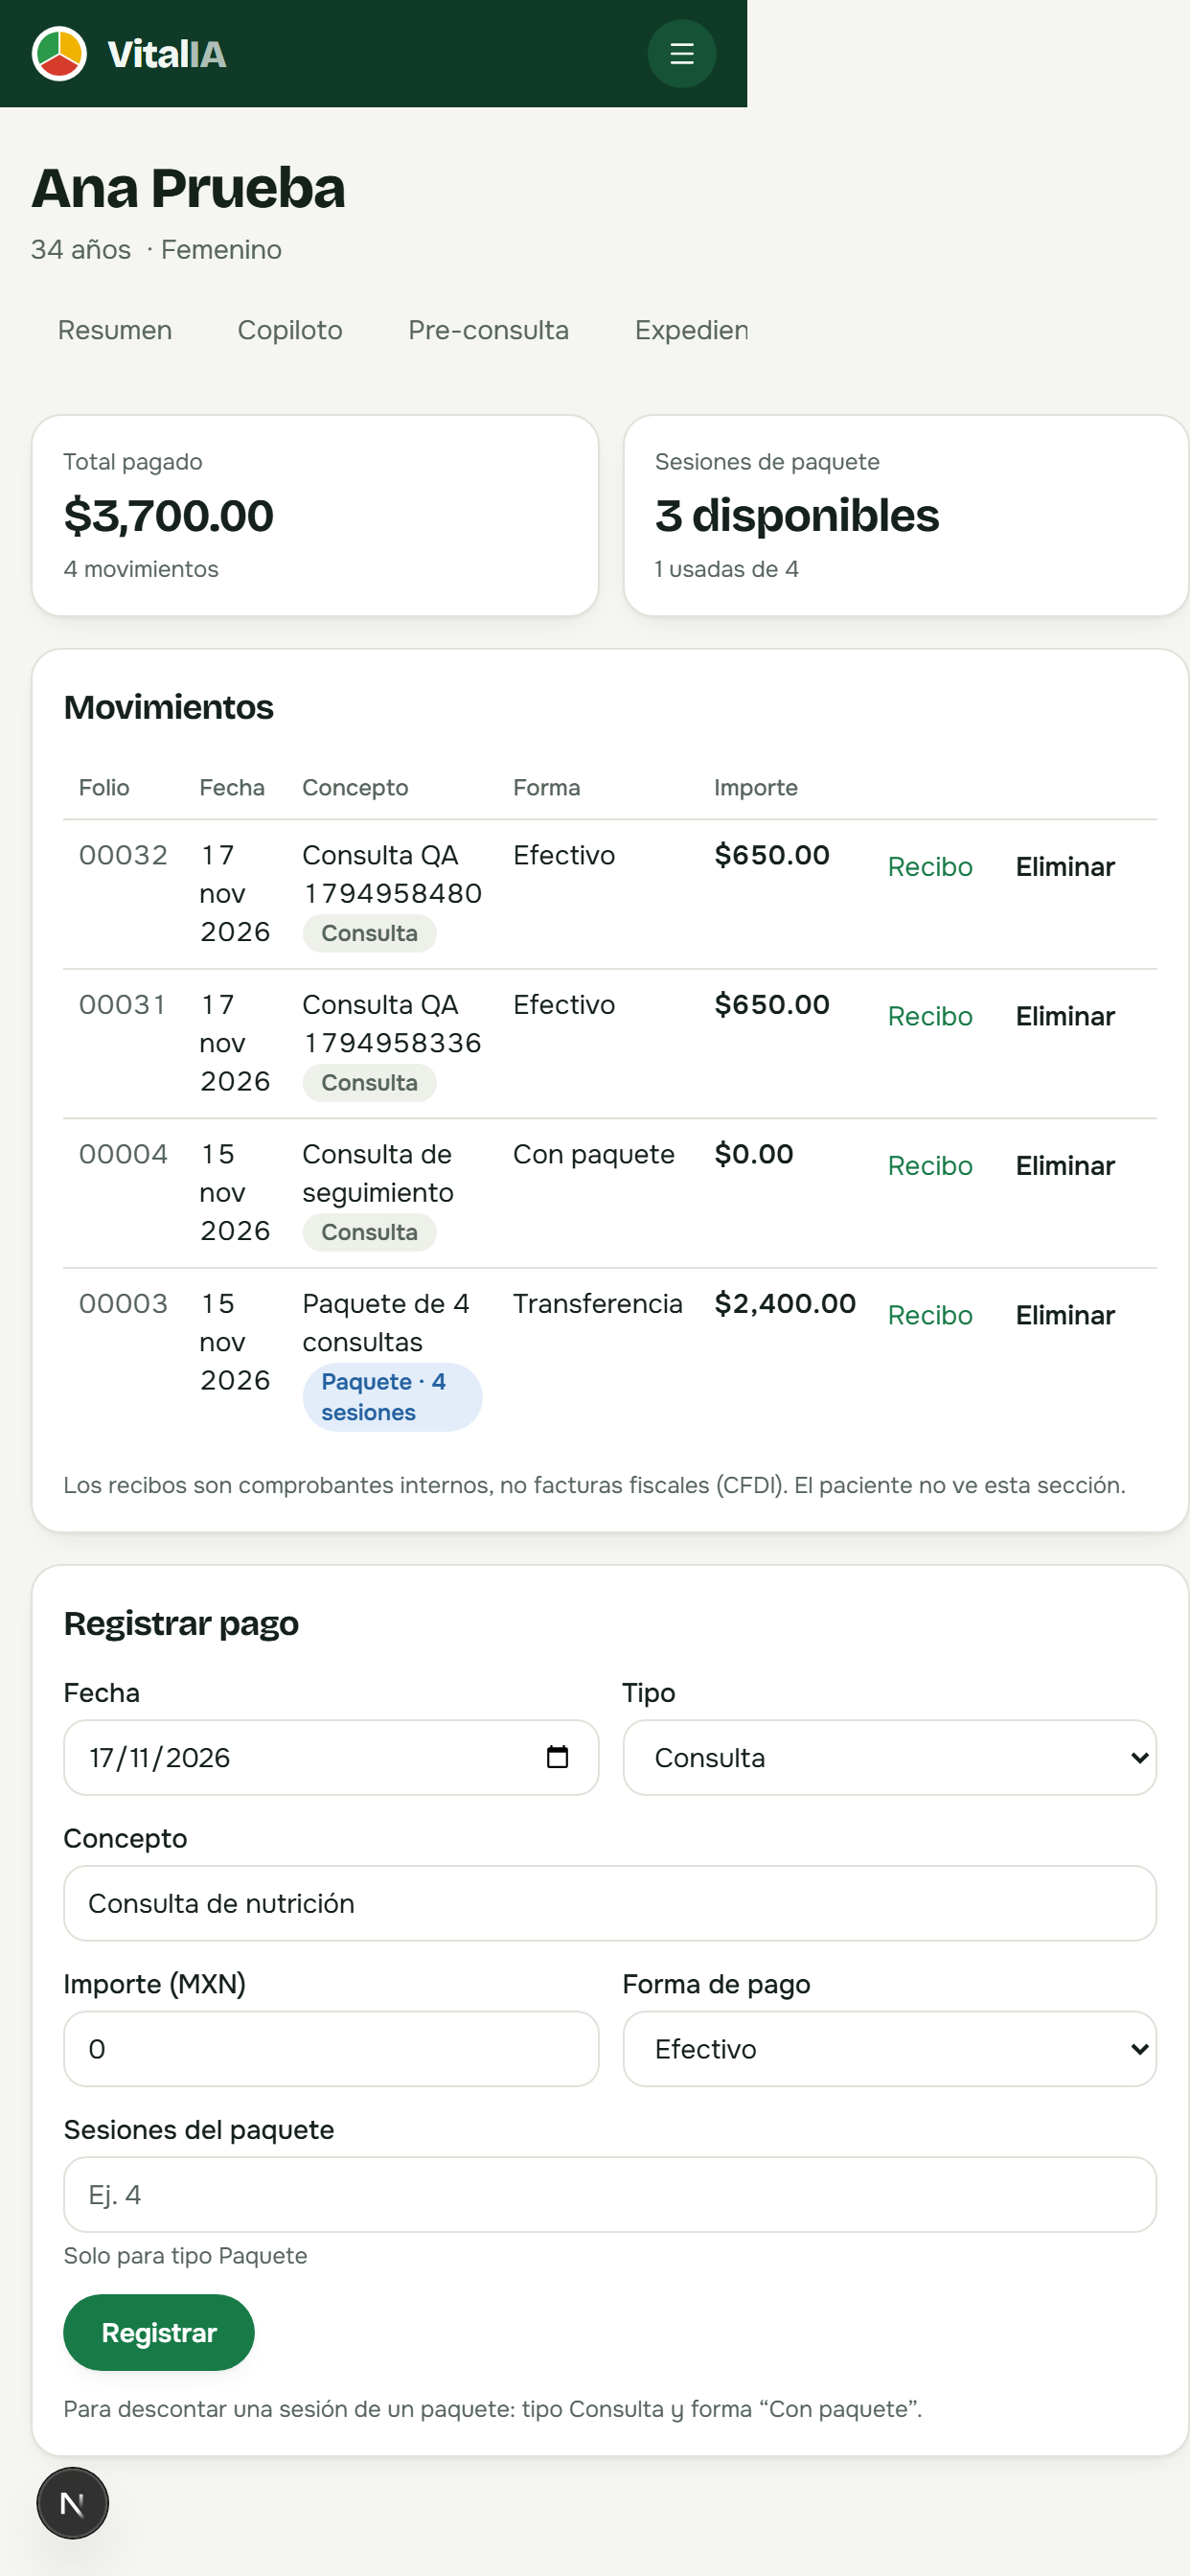 VitalIA
Ana Prueba
34 años · Femenino
Resumen Copiloto Pre-consulta Expedien
Total pagado
$3,700.00
4 movimientos
Sesiones de paquete
3 disponibles
1 usadas de 4
Movimientos
Folio Fecha Concepto Forma Importe
00032 17 nov 2026 Consulta QA 1794958480 Consulta Efectivo $650.00 Recibo Eliminar
00031 17 nov 2026 Consulta QA 1794958336 Consulta Efectivo $650.00 Recibo Eliminar
00004 15 nov 2026 Consulta de seguimiento Consulta Con paquete $0.00 Recibo Eliminar
00003 15 nov 2026 Paquete de 4 consultas Paquete · 4 sesiones Transferencia $2,400.00 Recibo Eliminar
Los recibos son comprobantes internos, no facturas fiscales (CFDI). El paciente no ve esta sección.
Registrar pago
Fecha
17/11/2026
Tipo
Consulta
Concepto
Consulta de nutrición
Importe (MXN)
0
Forma de pago
Efectivo
Sesiones del paquete
Ej. 4
Solo para tipo Paquete
Registrar
Para descontar una sesión de un paquete: tipo Consulta y forma “Con paquete”.
N